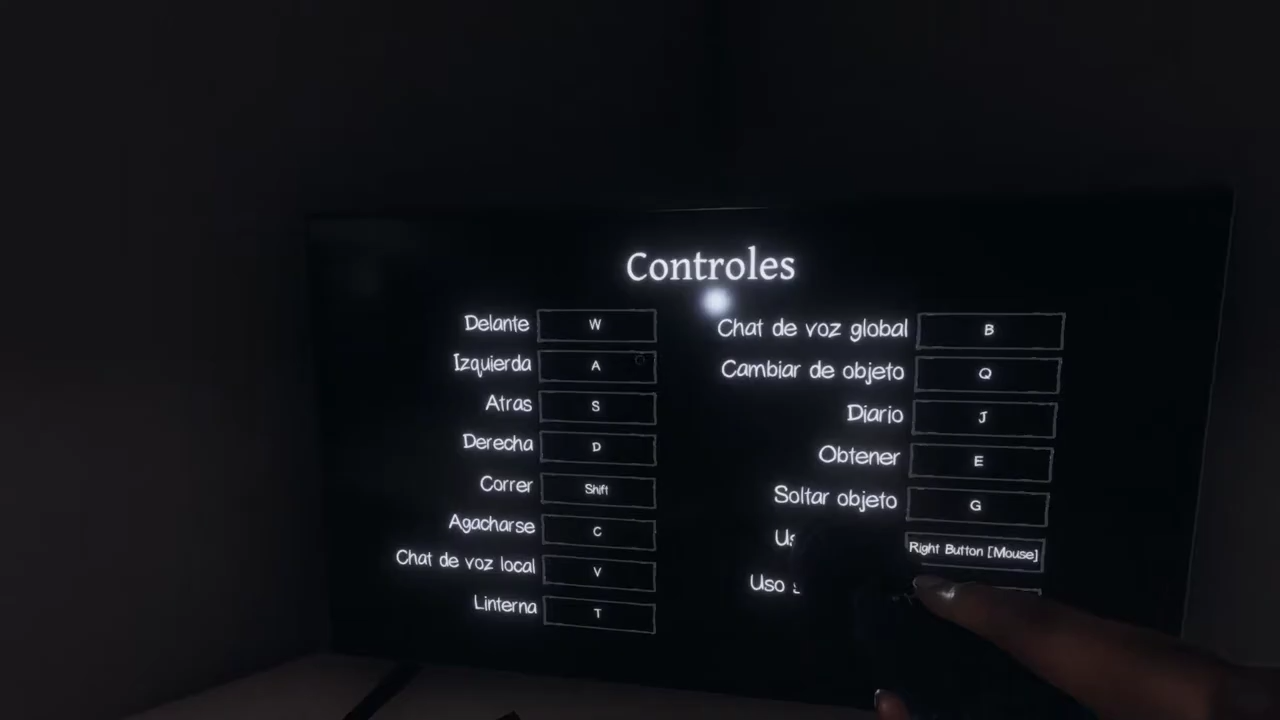 Controles
Delante W
Izquierda A
Atras S
Derecha D
Correr Shift
Agacharse C
Chat de voz local V
Linterna T
Chat de voz global B
Cambiar de objeto Q
Diario J
Obtener E
Soltar objeto G
Right Button [Mouse]
Uso